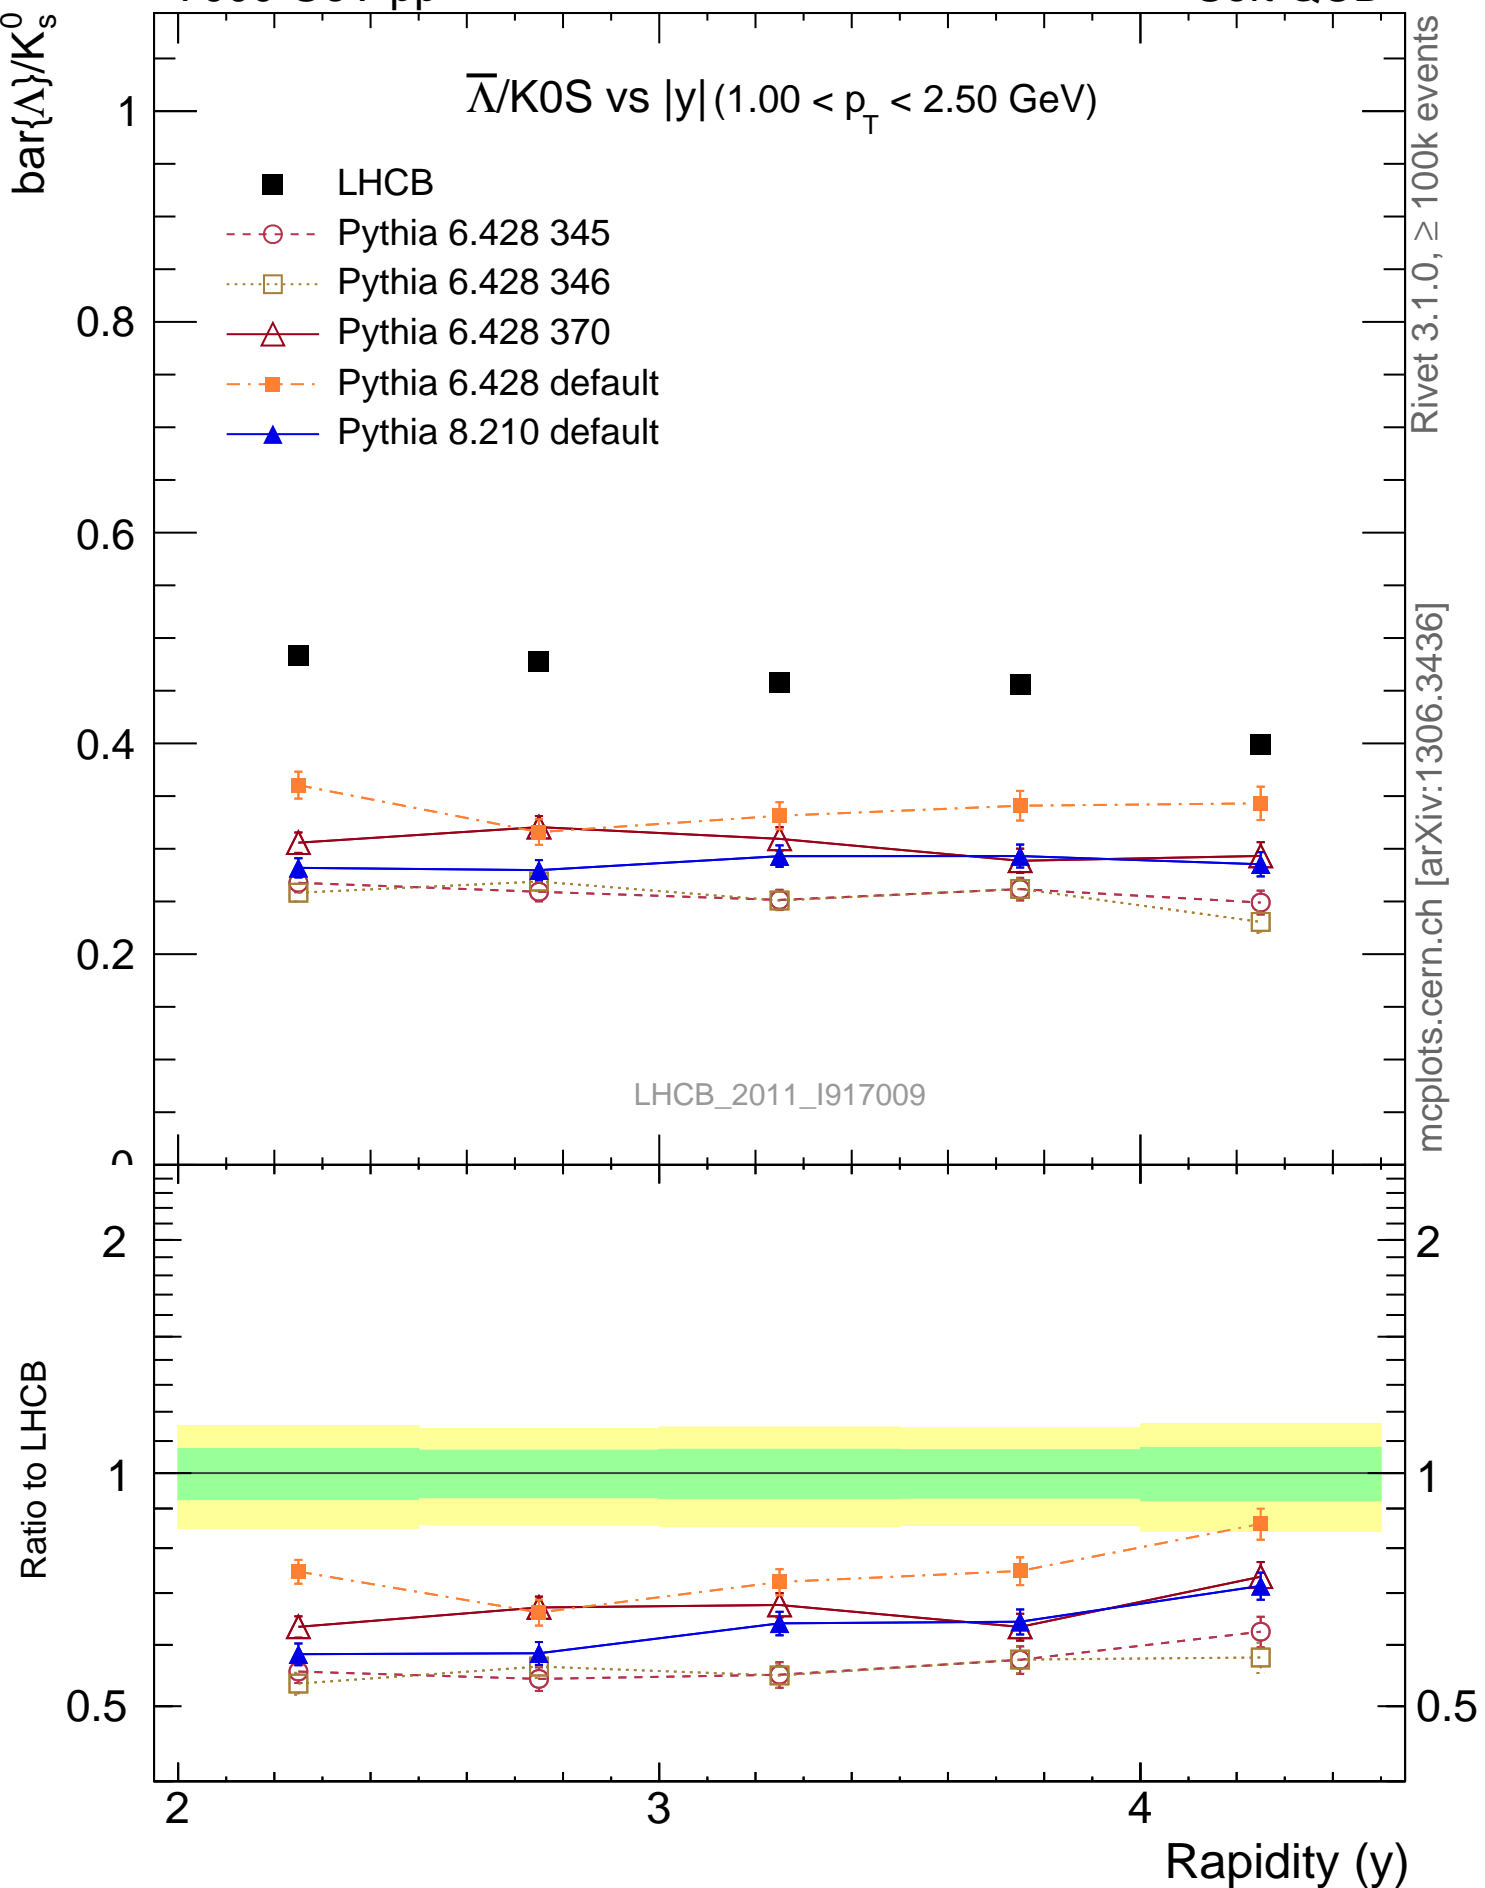 bar{Λ}/K⁰ₛ
Λ̅/K0S vs |y| (1.00 < p_T < 2.50 GeV)
LHCB
Pythia 6.428 345
Pythia 6.428 346
Pythia 6.428 370
Pythia 6.428 default
Pythia 8.210 default
1
0.8
0.6
0.4
0.2
LHCB_2011_I917009
Rivet 3.1.0, ≥ 100k events
mcplots.cern.ch [arXiv:1306.3436]
Ratio to LHCB
2
1
0.5
2
1
0.5
2
3
4
Rapidity (y)